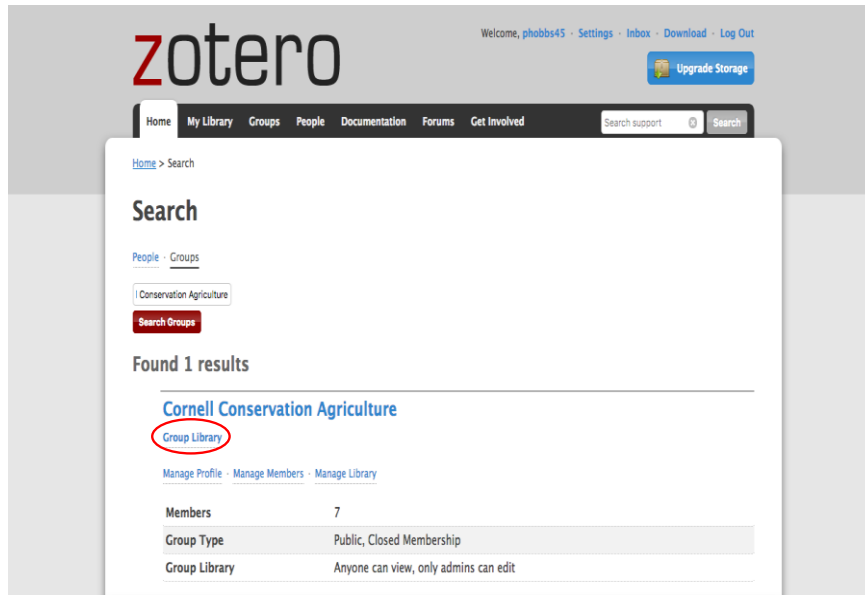 zotero
Welcome, phobbs45 · Settings · Inbox · Download · Log Out
Upgrade Storage
Home My Library Groups People Documentation Forums Get Involved
Search support Search
Home > Search
Search
People · Groups
l Conservation Agriculture
Search Groups
Found 1 results
Cornell Conservation Agriculture
Group Library
Manage Profile · Manage Members · Manage Library
Members 7
Group Type Public, Closed Membership
Group Library Anyone can view, only admins can edit